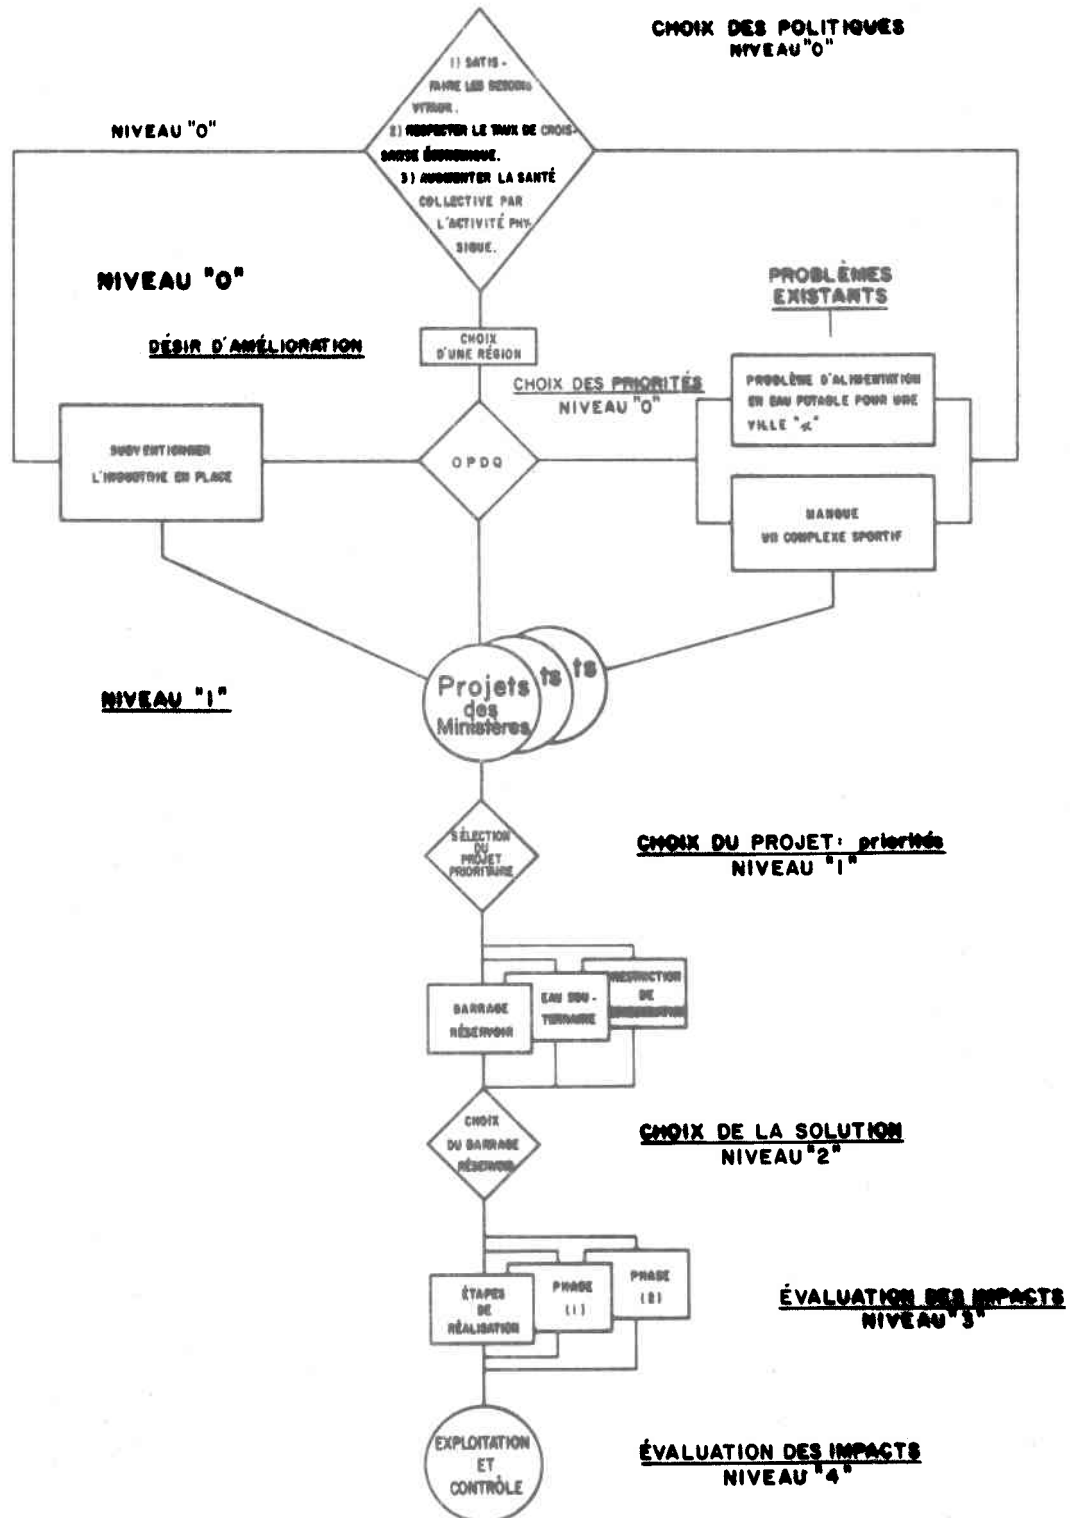 CHOIX DES POLITIQUES
NIVEAU "O"
1) SATIS-
FAIRE LES BESOINS
VITAUX.
2) RESPECTER LE TAUX DE CROIS-
SANSE ÉCONOMIQUE.
3) AUGMENTER LA SANTÉ
COLLECTIVE PAR
L'ACTIVITÉ PHY-
SIQUE.
NIVEAU "O"
NIVEAU "O"
DÉSIR D'AMÉLIORATION
PROBLÈMES
EXISTANTS
CHOIX
D'UNE RÉGION
CHOIX DES PRIORITÉS
NIVEAU "O"
PROBLÈME D'ALIMENTATION
EN EAU POTABLE POUR UNE
VILLE "x"
SUBVENTIONNER
L'INDUSTRIE EN PLACE
OPDQ
MANQUE
UN COMPLEXE SPORTIF
Projets
des
Ministères
ts
ts
NIVEAU "I"
SÉLECTION
DU
PROJET
PRIORITAIRE
CHOIX DU PROJET: priorités
NIVEAU "I"
BARRAGE
RÉSERVOIR
EAU SOU-
TERRAINE
RESTRICTION
DE
CHOIX
DU BARRAGE
RÉSERVOIR
CHOIX DE LA SOLUTION
NIVEAU "2"
ÉTAPES
DE
RÉALISATION
PHASE
(1)
PHASE
(2)
ÉVALUATION DES IMPACTS
NIVEAU "3"
EXPLOITATION
ET
CONTRÔLE
ÉVALUATION DES IMPACTS
NIVEAU "4"